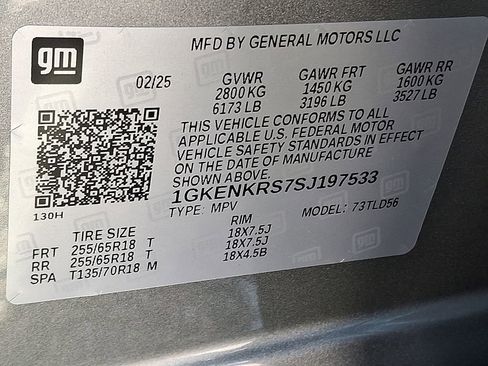 gm
MFD BY GENERAL MOTORS LLC
02/25 GVWR GAWR FRT GAWR RR
2800 KG 1450 KG 1600 KG
6173 LB 3196 LB 3527 LB
THIS VEHICLE CONFORMS TO ALL
APPLICABLE U.S. FEDERAL MOTOR
VEHICLE SAFETY STANDARDS IN EFFECT
ON THE DATE OF MANUFACTURE
1GKENKRS7SJ197533
130H TYPE: MPV MODEL: 73TLD56
TIRE SIZE RIM
FRT 255/65R18 T 18X7.5J
RR 255/65R18 T 18X7.5J
SPA T135/70R18 M 18X4.5B